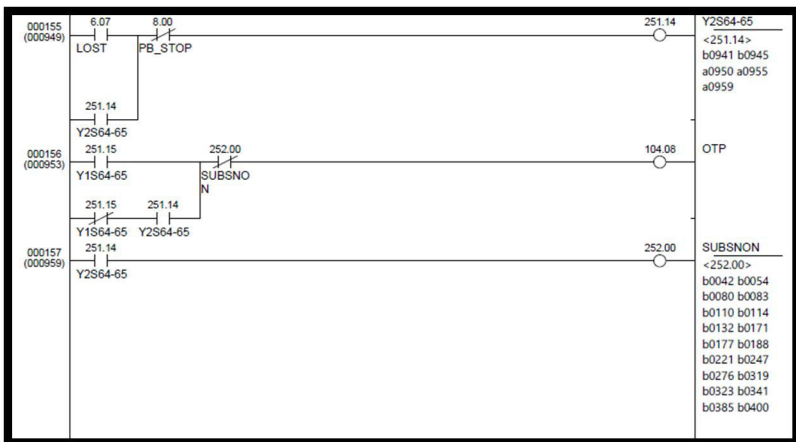 000155
(000949)
6.07
8.00
251.14
Y2S64-65
LOST
PB_STOP
<251.14>
b0941 b0945
a0950 a0955
a0959
251.14
Y2S64-65
000156
(000953)
251.15
252.00
104.08
OTP
Y1S64-65
SUBSNO
N
251.15
251.14
Y1S64-65
Y2S64-65
000157
(000959)
251.14
252.00
SUBSNON
Y2S64-65
<252.00>
b0042 b0054
b0080 b0083
b0110 b0114
b0132 b0171
b0177 b0188
b0221 b0247
b0276 b0319
b0323 b0341
b0385 b0400